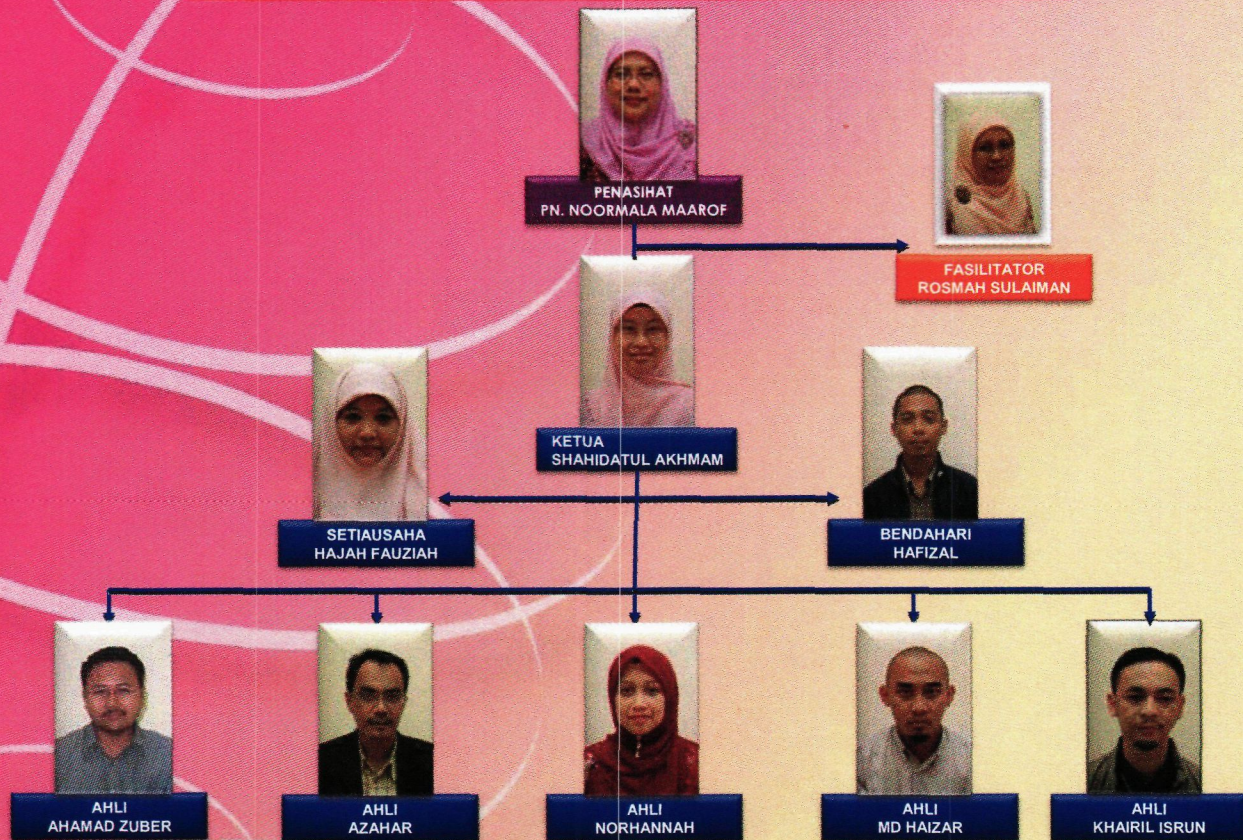 PENASIHAT
PN. NOORMALA MAAROF
FASILITATOR
ROSMAH SULAIMAN
KETUA
SHAHIDATUL AKHMAM
SETIAUSAHA
HAJAH FAUZIAH
BENDAHARI
HAFIZAL
AHLI
AHAMAD ZUBER
AHLI
AZAHAR
AHLI
NORHANNAH
AHLI
MD HAIZAR
AHLI
KHAIRIL ISRUN